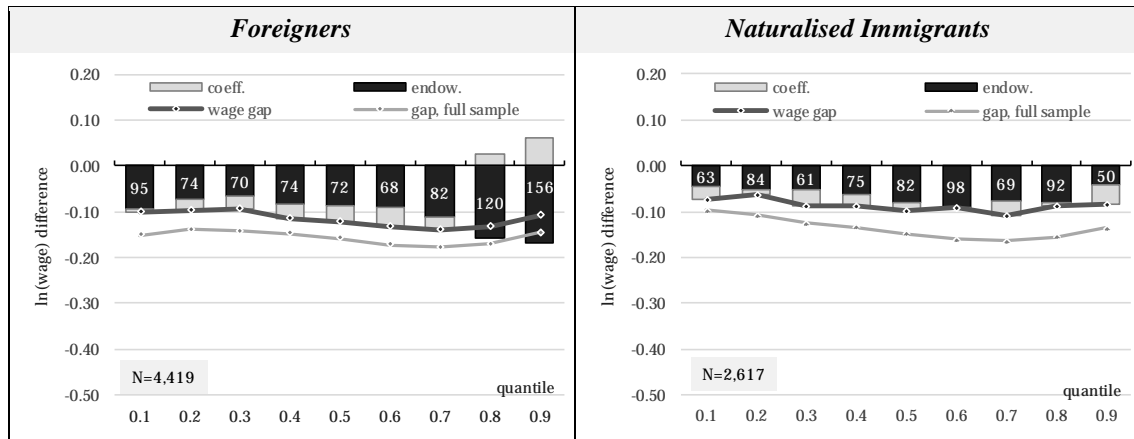 Foreigners
0.20
coeff.
endow.
wage gap
gap, full sample
0.10
0.00
-0.10
-0.20
-0.30
-0.40
-0.50
ln(wage) difference
95 74 70 74 72 68 82 120 156
N=4,419
quantile
0.1 0.2 0.3 0.4 0.5 0.6 0.7 0.8 0.9
Naturalised Immigrants
0.20
coeff.
endow.
wage gap
gap, full sample
0.10
0.00
-0.10
-0.20
-0.30
-0.40
-0.50
ln(wage) difference
63 84 61 75 82 98 69 92 50
N=2,617
quantile
0.1 0.2 0.3 0.4 0.5 0.6 0.7 0.8 0.9